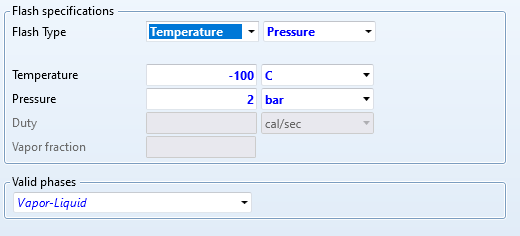 Flash specifications
Flash Type Temperature Pressure
Temperature -100 C
Pressure 2 bar
Duty cal/sec
Vapor fraction
Valid phases
Vapor-Liquid